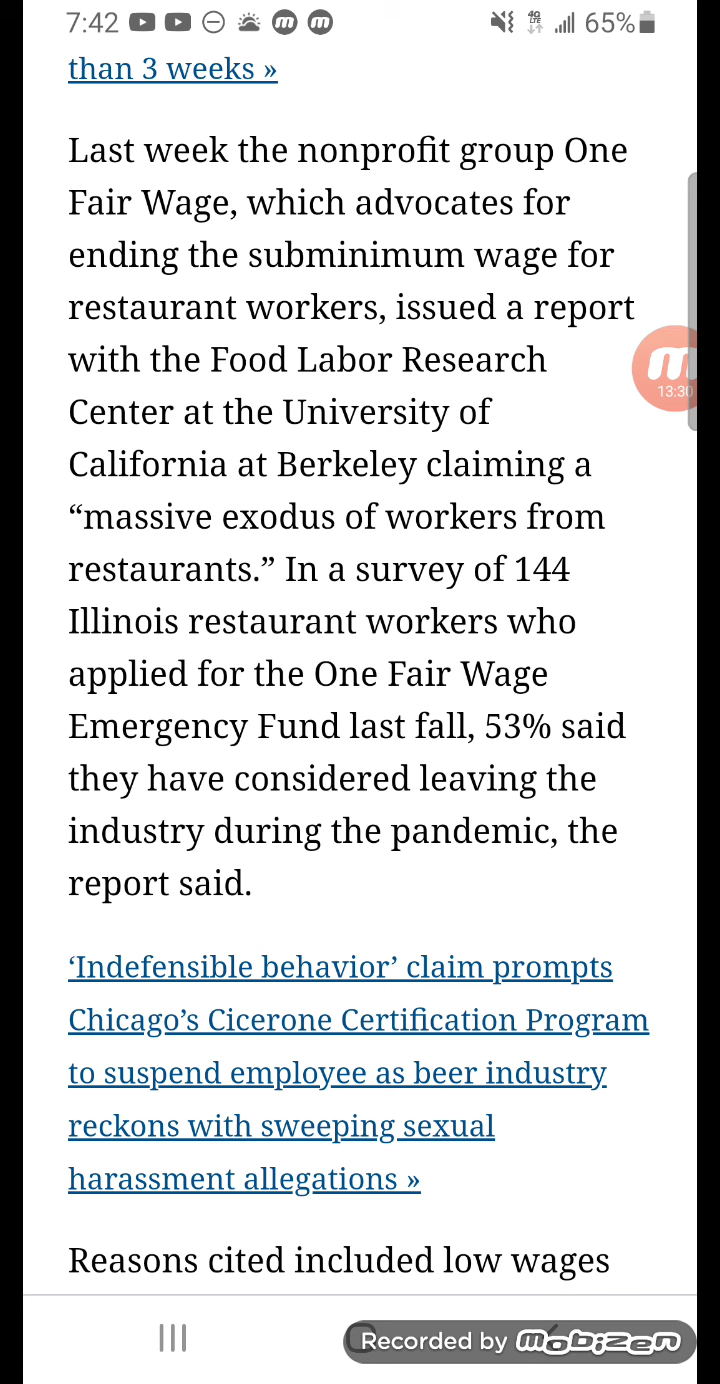 7:42
4G
LTE
65%
than 3 weeks »
Last week the nonprofit group One
Fair Wage, which advocates for
ending the subminimum wage for
restaurant workers, issued a report
with the Food Labor Research
Center at the University of
California at Berkeley claiming a
“massive exodus of workers from
restaurants.” In a survey of 144
Illinois restaurant workers who
applied for the One Fair Wage
Emergency Fund last fall, 53% said
they have considered leaving the
industry during the pandemic, the
report said.
m
13:30
‘Indefensible behavior’ claim prompts
Chicago’s Cicerone Certification Program
to suspend employee as beer industry
reckons with sweeping sexual
harassment allegations »
Reasons cited included low wages
Recorded by mobizen